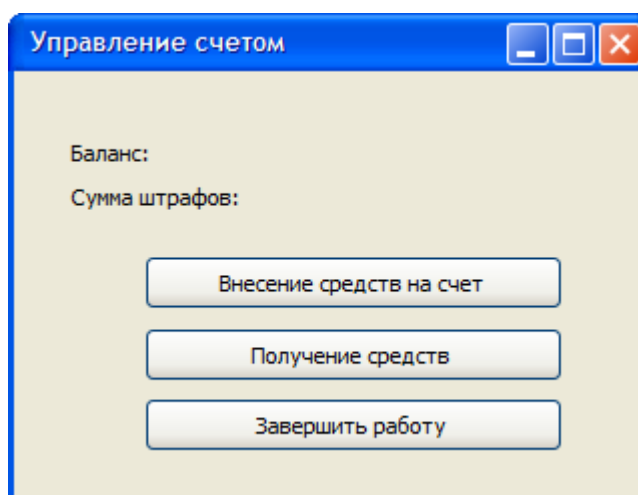 Управление счетом
Баланс:
Сумма штрафов:
Внесение средств на счет
Получение средств
Завершить работу